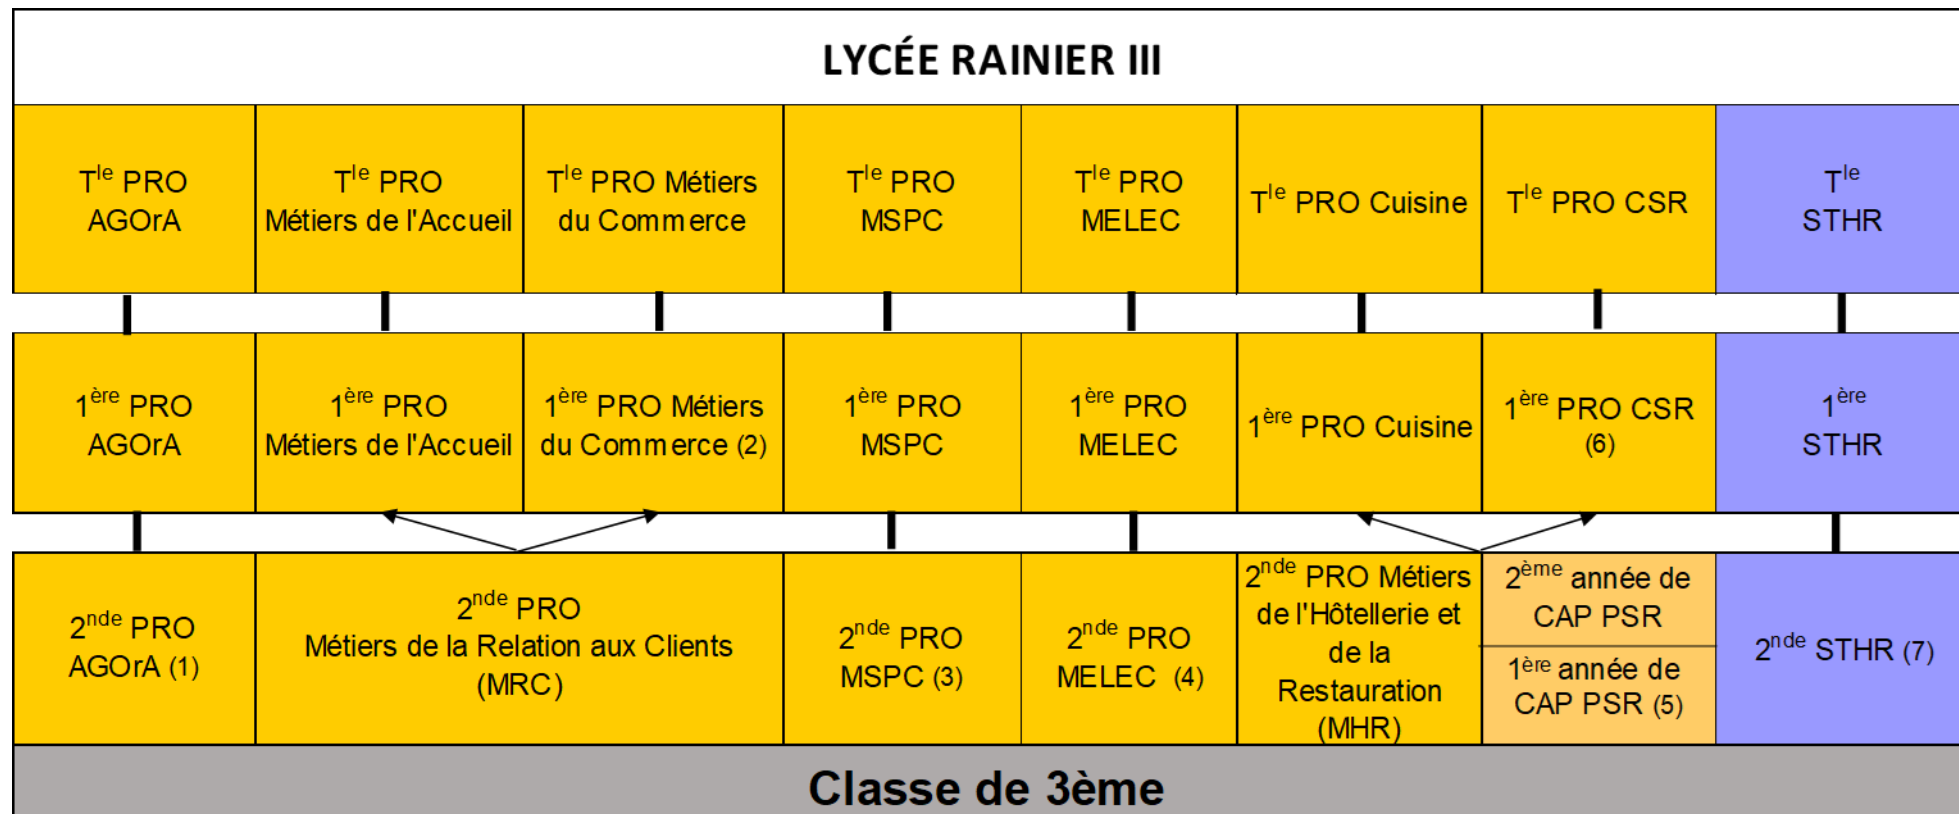 LYCÉE RAINIER III
Tle PRO
AGOrA
Tle PRO
Métiers de l'Accueil
Tle PRO Métiers
du Commerce
Tle PRO
MSPC
Tle PRO
MELEC
Tle PRO Cuisine
Tle PRO CSR
Tle
STHR
1ère PRO
AGOrA
1ère PRO
Métiers de l'Accueil
1ère PRO Métiers
du Commerce (2)
1ère PRO
MSPC
1ère PRO
MELEC
1ère PRO Cuisine
1ère PRO CSR
(6)
1ère
STHR
2nde PRO
AGOrA (1)
2nde PRO
Métiers de la Relation aux Clients
(MRC)
2nde PRO
MSPC (3)
2nde PRO
MELEC (4)
2nde PRO Métiers
de l'Hôtellerie et
de la
Restauration
(MHR)
2ème année de
CAP PSR
1ère année de
CAP PSR (5)
2nde STHR (7)
Classe de 3ème